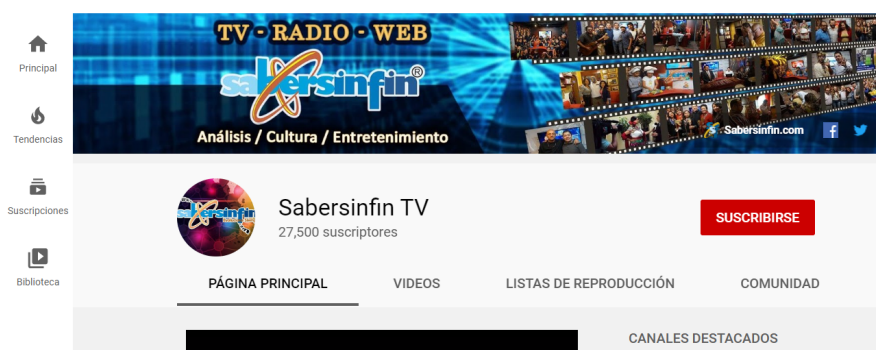 TV - RADIO - WEB
sabersinfin®
Análisis / Cultura / Entretenimiento
Sabersinfin.com
Principal
Tendencias
Suscripciones
Biblioteca
sabersinfin
Sabersinfin TV
27,500 suscriptores
SUSCRIBIRSE
PÁGINA PRINCIPAL VIDEOS LISTAS DE REPRODUCCIÓN COMUNIDAD
CANALES DESTACADOS